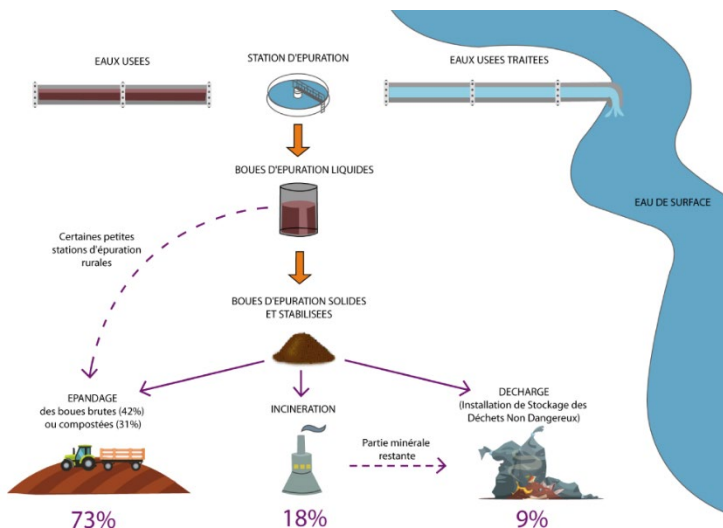 EAUX USEES
STATION D'EPURATION
EAUX USEES TRAITEES
BOUES D'EPURATION LIQUIDES
EAU DE SURFACE
Certaines petites
stations d'épuration
rurales
BOUES D'EPURATION SOLIDES
ET STABILISEES
EPANDAGE
des boues brutes (42%)
ou compostées (31%)
INCINERATION
DECHARGE
(Installation de Stockage des
Déchets Non Dangereux)
Partie minérale
restante
73%
18%
9%